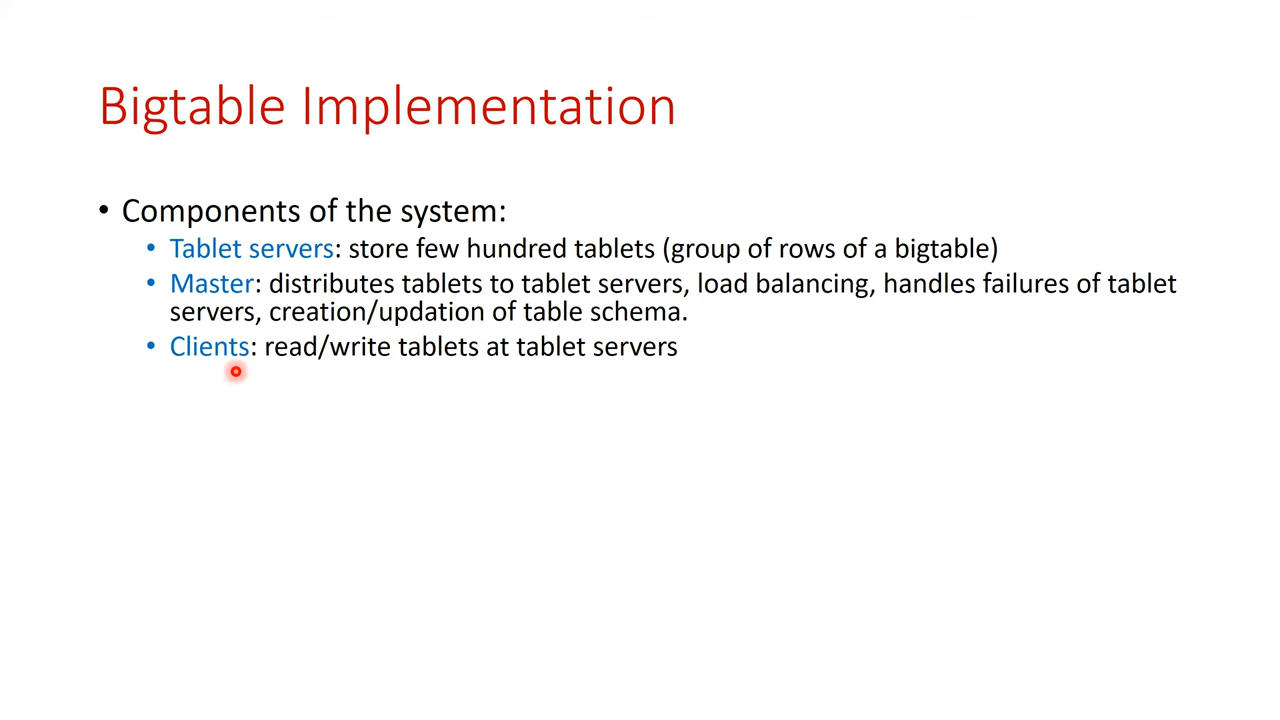 Bigtable Implementation
• Components of the system:
• Tablet servers: store few hundred tablets (group of rows of a bigtable)
• Master: distributes tablets to tablet servers, load balancing, handles failures of tablet
servers, creation/updation of table schema.
• Clients: read/write tablets at tablet servers